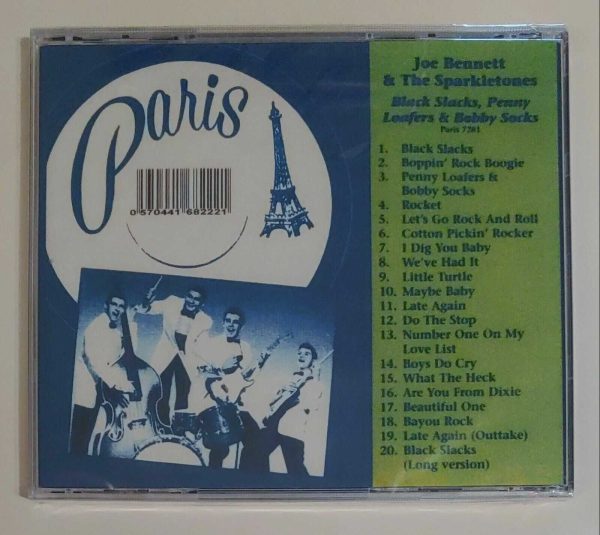 Paris
0 570441 682221
Joe Bennett
& The Sparkletones
Black Slacks, Penny
Loafers & Bobby Socks
Paris 7201
1. Black Slacks
2. Boppin' Rock Boogie
3. Penny Loafers &
Bobby Socks
4. Rocket
5. Let's Go Rock And Roll
6. Cotton Pickin' Rocker
7. I Dig You Baby
8. We've Had It
9. Little Turtle
10. Maybe Baby
11. Late Again
12. Do The Stop
13. Number One On My
Love List
14. Boys Do Cry
15. What The Heck
16. Are You From Dixie
17. Beautiful One
18. Bayou Rock
19. Late Again (Outtake)
20. Black Slacks
(Long version)